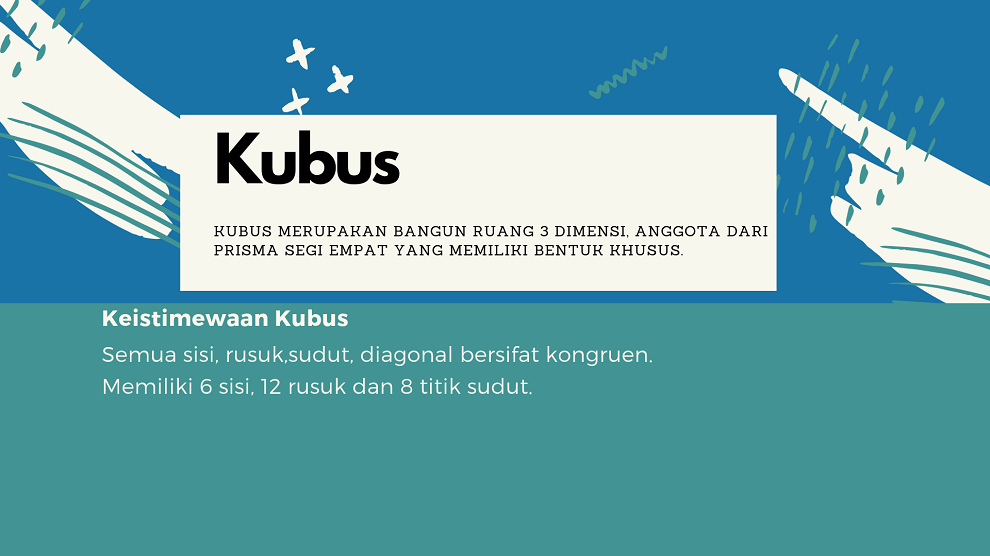 Kubus
KUBUS MERUPAKAN BANGUN RUANG 3 DIMENSI, ANGGOTA DARI
PRISMA SEGI EMPAT YANG MEMILIKI BENTUK KHUSUS.
Keistimewaan Kubus
Semua sisi, rusuk,sudut, diagonal bersifat kongruen.
Memiliki 6 sisi, 12 rusuk dan 8 titik sudut.